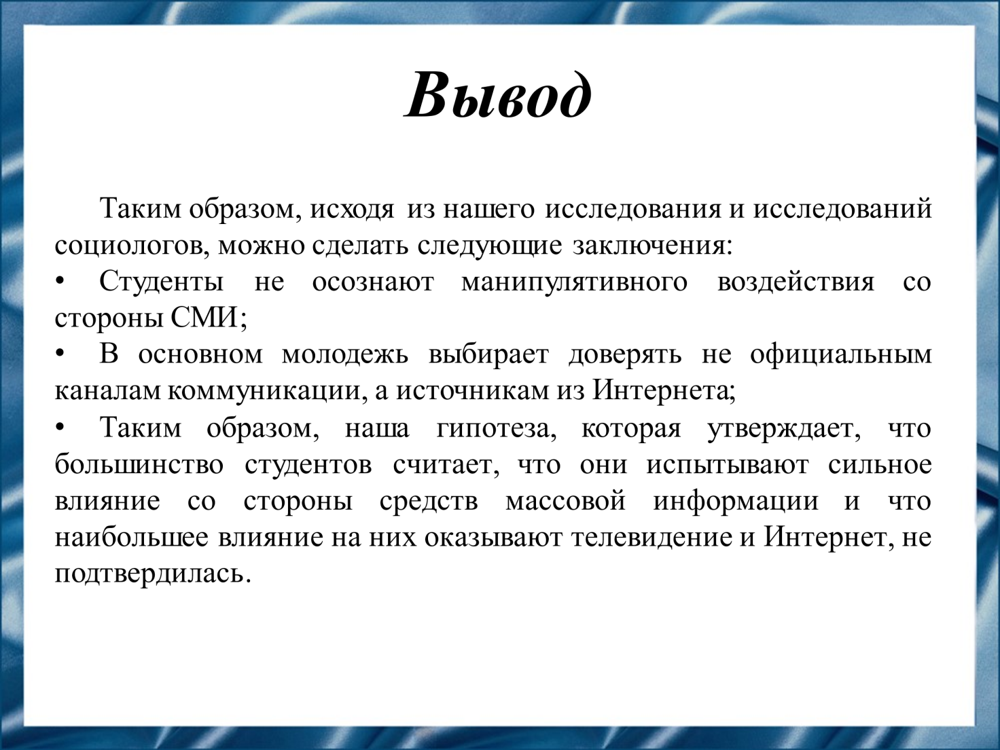 Вывод
Таким образом, исходя из нашего исследования и исследований
социологов, можно сделать следующие заключения:
• Студенты не осознают манипулятивного воздействия со
стороны СМИ;
• В основном молодежь выбирает доверять не официальным
каналам коммуникации, а источникам из Интернета;
• Таким образом, наша гипотеза, которая утверждает, что
большинство студентов считает, что они испытывают сильное
влияние со стороны средств массовой информации и что
наибольшее влияние на них оказывают телевидение и Интернет, не
подтвердилась.